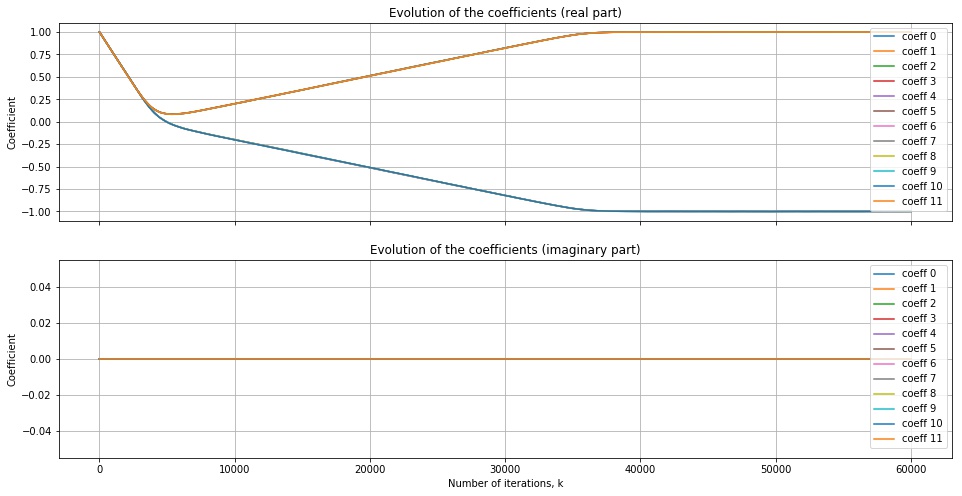 Evolution of the coefficients (real part)
1.00
0.75
0.50
0.25
0.00
−0.25
−0.50
−0.75
−1.00
Coefficient
coeff 0
coeff 1
coeff 2
coeff 3
coeff 4
coeff 5
coeff 6
coeff 7
coeff 8
coeff 9
coeff 10
coeff 11
Evolution of the coefficients (imaginary part)
0.04
0.02
0.00
−0.02
−0.04
Coefficient
coeff 0
coeff 1
coeff 2
coeff 3
coeff 4
coeff 5
coeff 6
coeff 7
coeff 8
coeff 9
coeff 10
coeff 11
0 10000 20000 30000 40000 50000 60000
Number of iterations, k